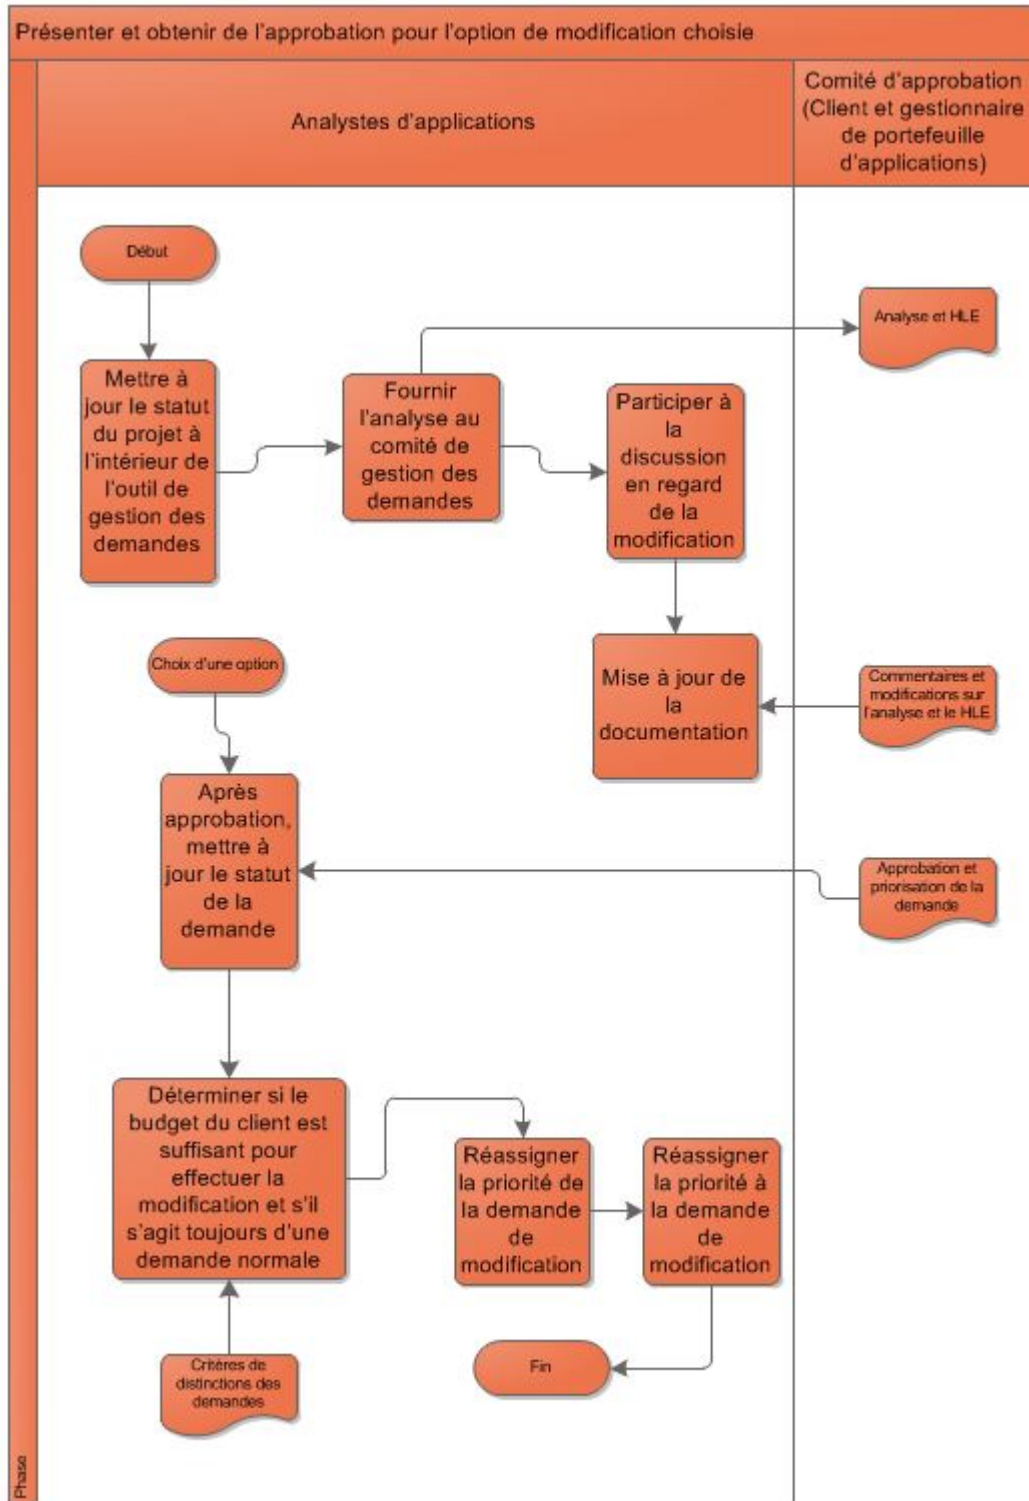 Présenter et obtenir de l'approbation pour l'option de modification choisie
Analystes d'applications
Comité d'approbation
(Client et gestionnaire
de portefeuille
d'applications)
Début
Analyse et HLE
Mettre à
jour le statut
du projet à
l'intérieur de
l'outil de
gestion des
demandes
Fournir
l'analyse au
comité de
gestion des
demandes
Participer à
la
discussion
en regard
de la
modification
Choix d'une option
Mise à jour de
la
documentation
Commentaires et
modifications sur
l'analyse et le HLE
Après
approbation,
mettre à
jour le statut
de la
demande
Approbation et
priorisation de la
demande
Déterminer si le
budget du client est
suffisant pour
effectuer la
modification et s'il
s'agit toujours d'une
demande normale
Réassigner
la priorité de
la demande
de
modification
Réassigner
la priorité à
la demande
de
modification
Critères de
distinctions des
demandes
Fin
Phase